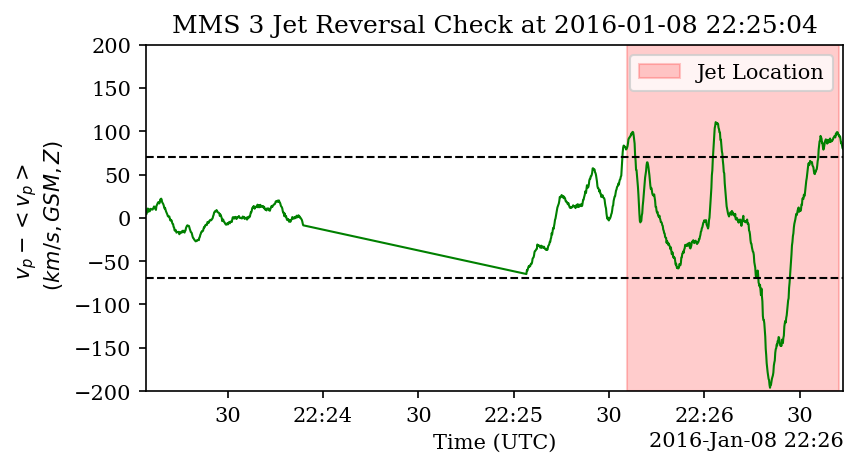 MMS 3 Jet Reversal Check at 2016-01-08 22:25:04
Jet Location
v_p − < v_p >
(km/s, GSM, Z)
200
150
100
50
0
−50
−100
−150
−200
30
22:24
30
22:25
30
22:26
30
Time (UTC)
2016-Jan-08 22:26